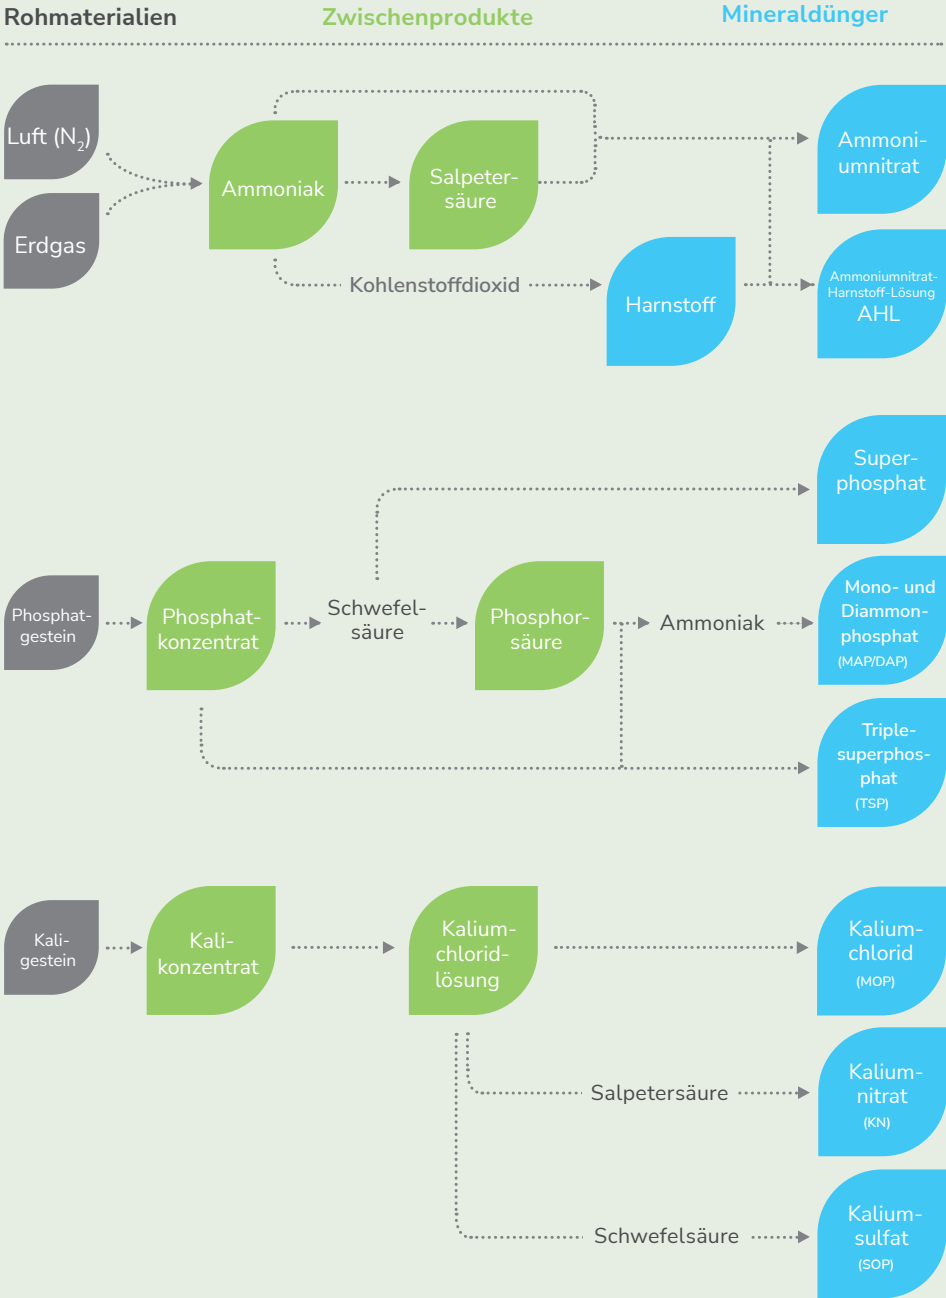 Rohmaterialien
Zwischenprodukte
Mineraldünger
Luft (N₂)
Erdgas
Ammoniak
Salpeter-
säure
Ammoni-
umnitrat
Kohlenstoffdioxid
Harnstoff
Ammoniumnitrat-
Harnstoff-Lösung
AHL
Super-
phosphat
Phosphat-
gestein
Phosphat-
konzentrat
Schwefel-
säure
Phosphor-
säure
Ammoniak
Mono- und
Diammon-
phosphat
(MAP/DAP)
Triple-
superphos-
phat
(TSP)
Kali-
gestein
Kali-
konzentrat
Kalium-
chlorid-
lösung
Kalium-
chlorid
(MOP)
Salpetersäure
Kalium-
nitrat
(KN)
Schwefelsäure
Kalium-
sulfat
(SOP)